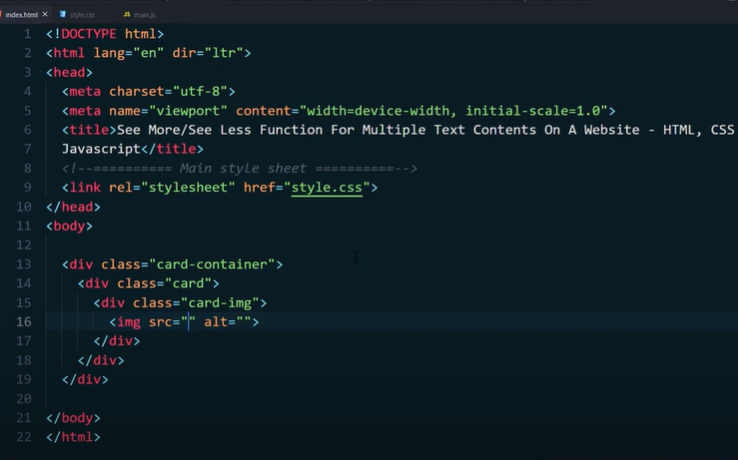 index.html × style.css JS main.js
1 <!DOCTYPE html>
2 <html lang="en" dir="ltr">
3 <head>
4 <meta charset="utf-8">
5 <meta name="viewport" content="width=device-width, initial-scale=1.0">
6 <title>See More/See Less Function For Multiple Text Contents On A Website - HTML, CSS
7 Javascript</title>
8 <!--========== Main style sheet ==========-->
9 <link rel="stylesheet" href="style.css">
10 </head>
11 <body>
12
13 <div class="card-container">
14 <div class="card">
15 <div class="card-img">
16 <img src="" alt="">
17 </div>
18 </div>
19 </div>
20
21 </body>
22 </html>